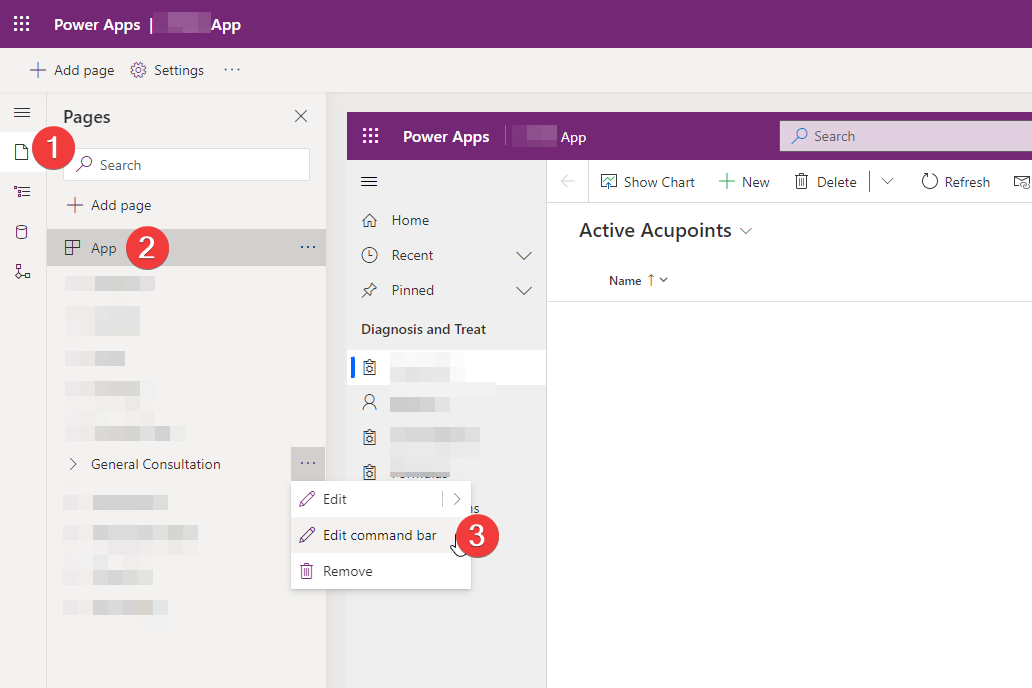 Power Apps | App
Add page Settings ...
Pages
1
Search
Add page
App 2 ...
General Consultation ...
Edit
Edit command bar 3
Remove
Power Apps App
Search
Show Chart New Delete Refresh
Home
Recent
Pinned
Diagnosis and Treat
Active Acupoints
Name ↑